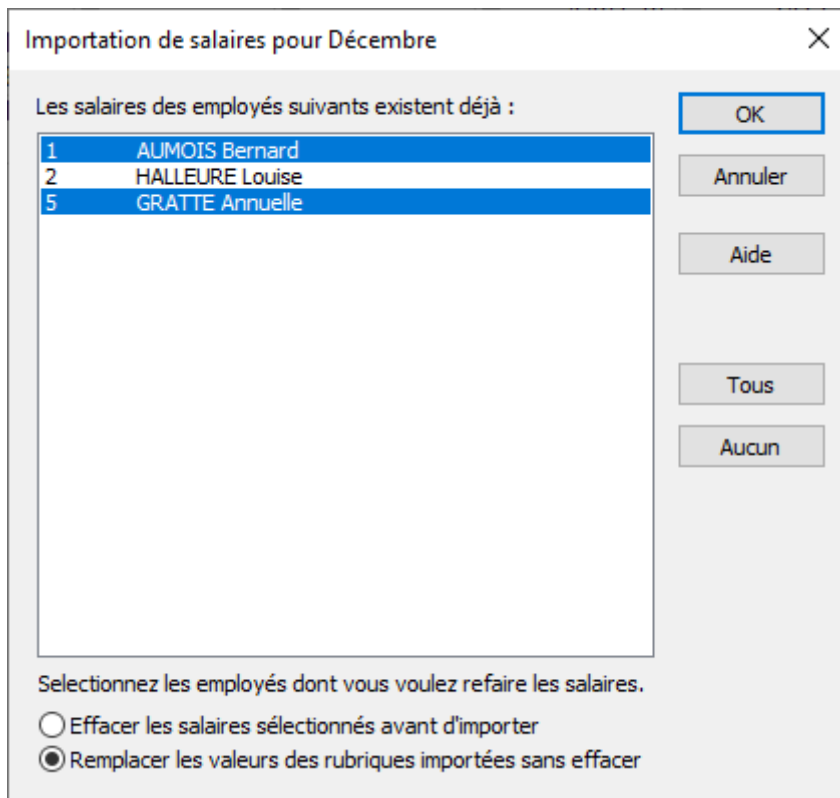 Importation de salaires pour Décembre
Les salaires des employés suivants existent déjà :
OK
1 AUMOIS Bernard
2 HALLEURE Louise
Annuler
5 GRATTE Annuelle
Aide
Tous
Aucun
Selectionnez les employés dont vous voulez refaire les salaires.
Effacer les salaires sélectionnés avant d'importer
Remplacer les valeurs des rubriques importées sans effacer